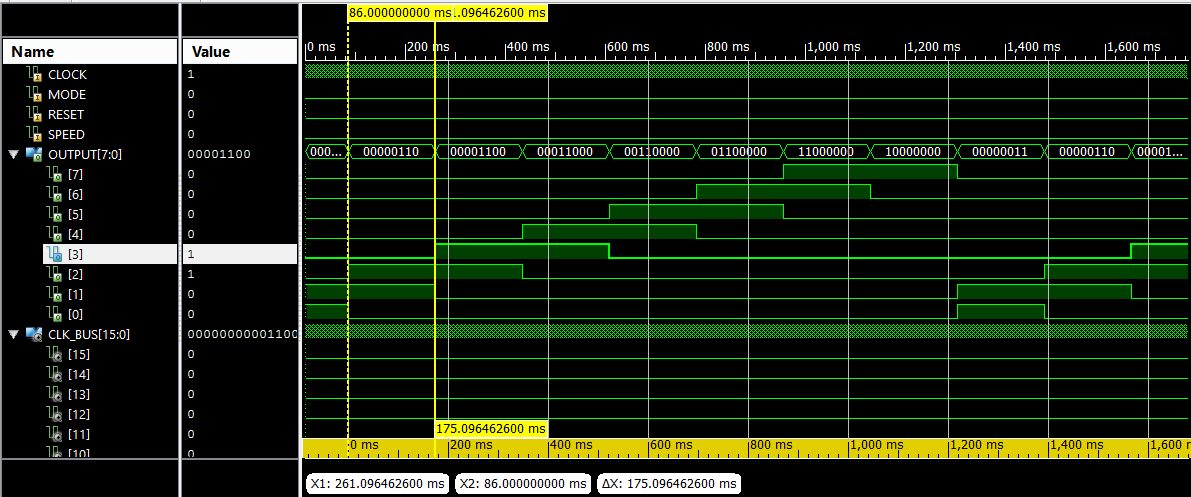 86.000000000 ms
.096462600 ms
Name Value
0 ms 200 ms 400 ms 600 ms 800 ms 1,000 ms 1,200 ms 1,400 ms 1,600 ms
CLOCK 1
MODE 0
RESET 0
SPEED 0
OUTPUT[7:0] 00001100 000... 00000110 00001100 00011000 00110000 01100000 11000000 10000000 00000011 00000110 00001...
[7] 0
[6] 0
[5] 0
[4] 0
[3] 1
[2] 1
[1] 0
[0] 0
CLK_BUS[15:0] 00000000001100
[15] 0
[14] 0
[13] 0
[12] 0
[11] 0 175.096462600 ms
[10] 0 0 ms 200 ms 400 ms 600 ms 800 ms 1,000 ms 1,200 ms 1,400 ms 1,600
X1: 261.096462600 ms X2: 86.000000000 ms ΔX: 175.096462600 ms